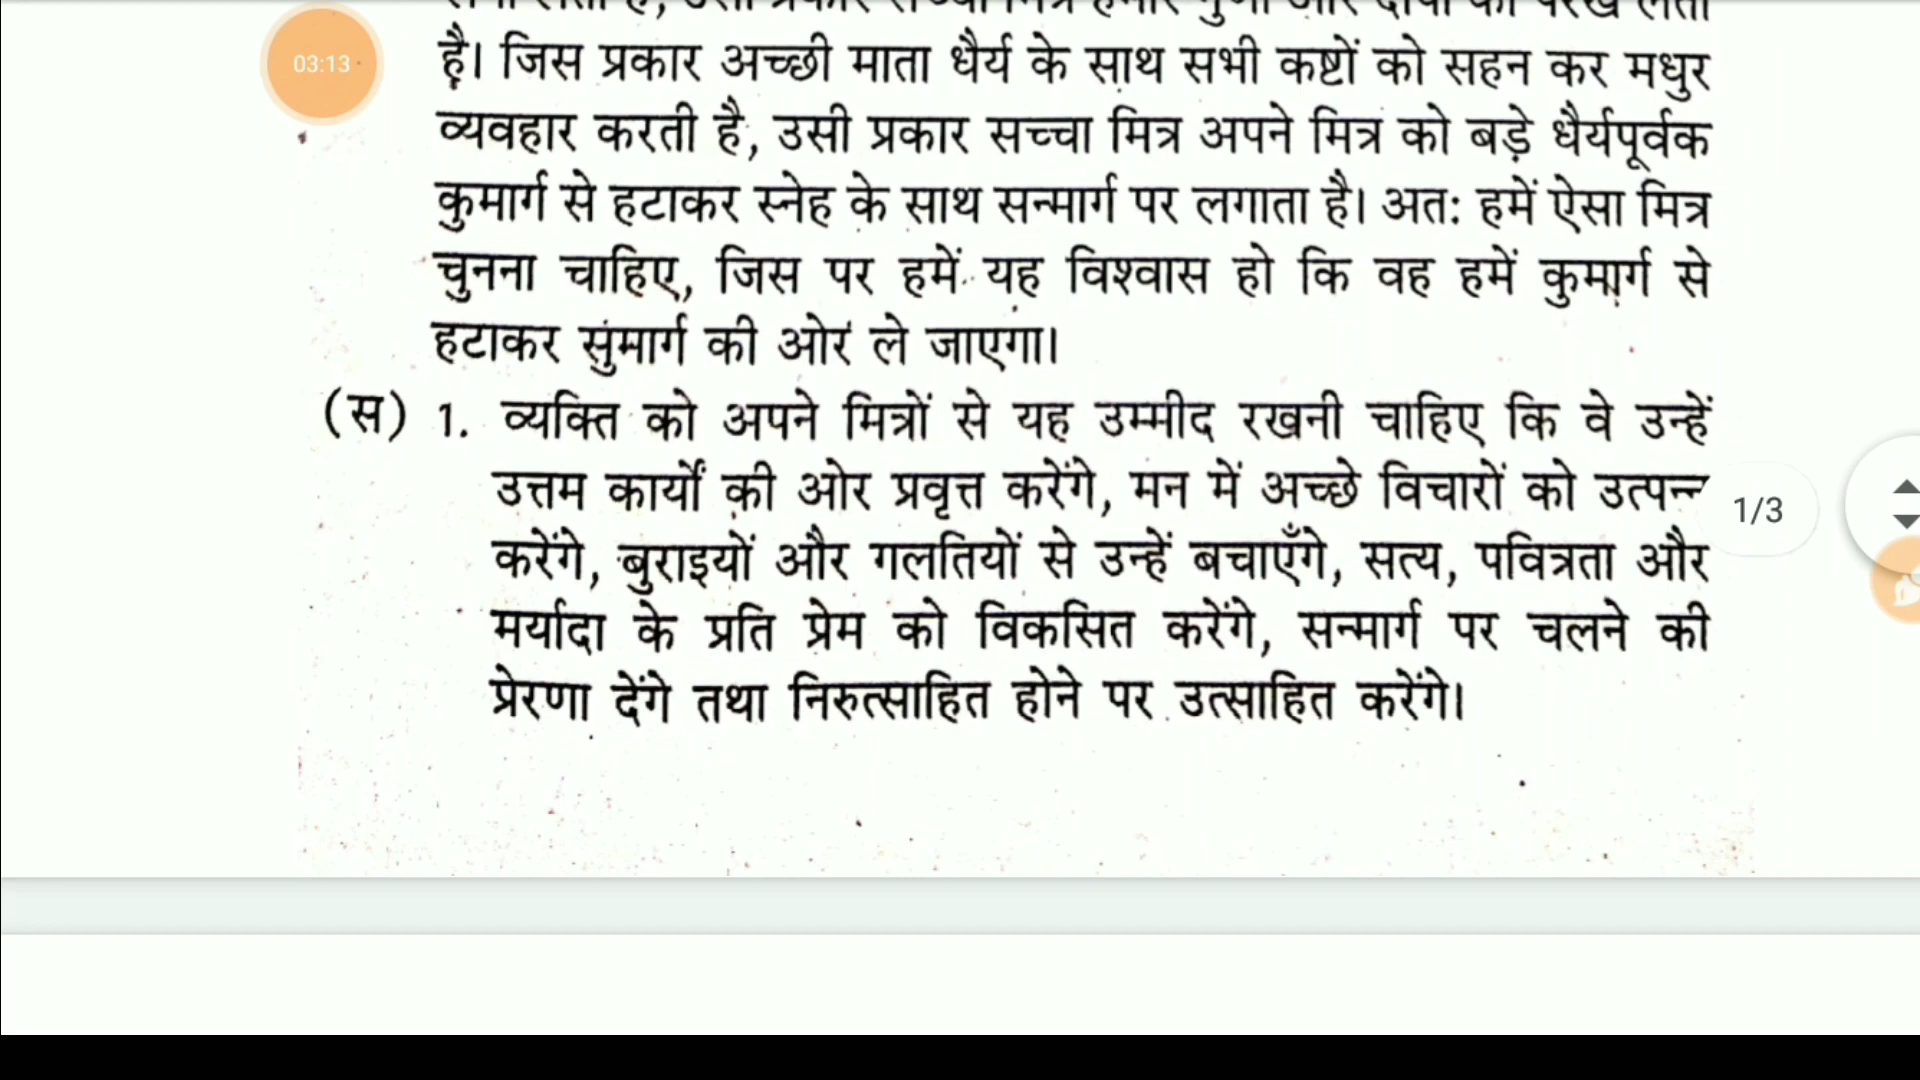 03:13
है। जिस प्रकार अच्छी माता धैर्य के साथ सभी कष्टों को सहन कर मधुर
व्यवहार करती है, उसी प्रकार सच्चा मित्र अपने मित्र को बड़े धैर्यपूर्वक
कुमार्ग से हटाकर स्नेह के साथ सन्मार्ग पर लगाता है। अत: हमें ऐसा मित्र
चुनना चाहिए, जिस पर हमें यह विश्वास हो कि वह हमें कुमार्ग से
हटाकर सुमार्ग की ओर ले जाएगा।
(स) 1. व्यक्ति को अपने मित्रों से यह उम्मीद रखनी चाहिए कि वे उन्हें
उत्तम कार्यों की ओर प्रवृत्त करेंगे, मन में अच्छे विचारों को उत्पन्न
1/3
करेंगे, बुराइयों और गलतियों से उन्हें बचाएँगे, सत्य, पवित्रता और
मर्यादा के प्रति प्रेम को विकसित करेंगे, सन्मार्ग पर चलने की
प्रेरणा देंगे तथा निरुत्साहित होने पर उत्साहित करेंगे।